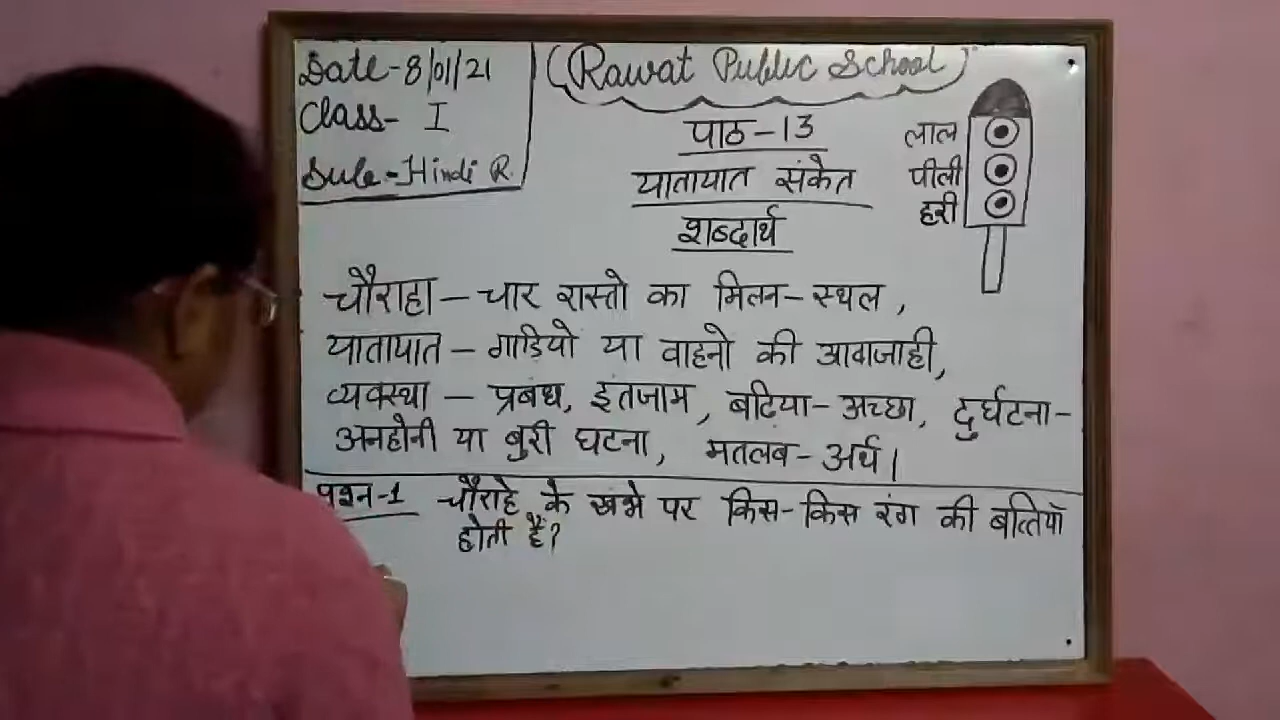 Date-8/01/21
Class- I
Sub-Hindi R.
(Rawat Public School)
पाठ-13
यातायात संकेत
शब्दार्थ
लाल
पीली
हरी
चौराहा – चार रास्तो का मिलन-स्थल,
यातायात – गाडियो या वाहनो की आवाजाही,
व्यवस्था – प्रबंध, इंतजाम, बढिया-अच्छा, दुर्घटना-
अनहोनी या बुरी घटना, मतलब-अर्थ।
प्रश्न-1 चौराहे के खंभे पर किस-किस रंग की बत्तियाँ
होती हैं?